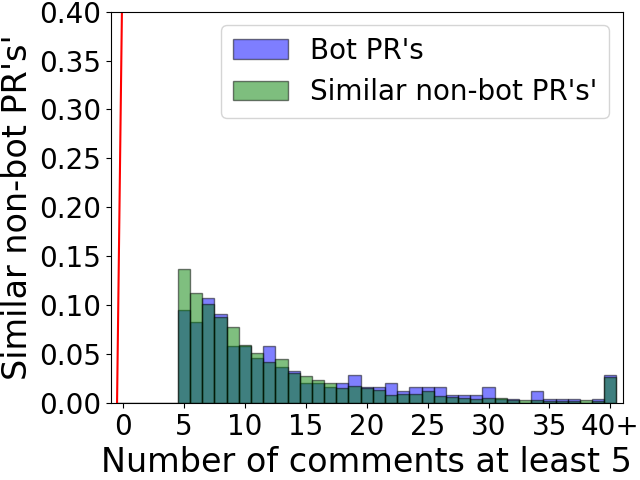 0.40
0.35
0.30
0.25
0.20
0.15
0.10
0.05
0.00
Similar non-bot PR's'
Bot PR's
Similar non-bot PR's'
0 5 10 15 20 25 30 35 40+
Number of comments at least 5